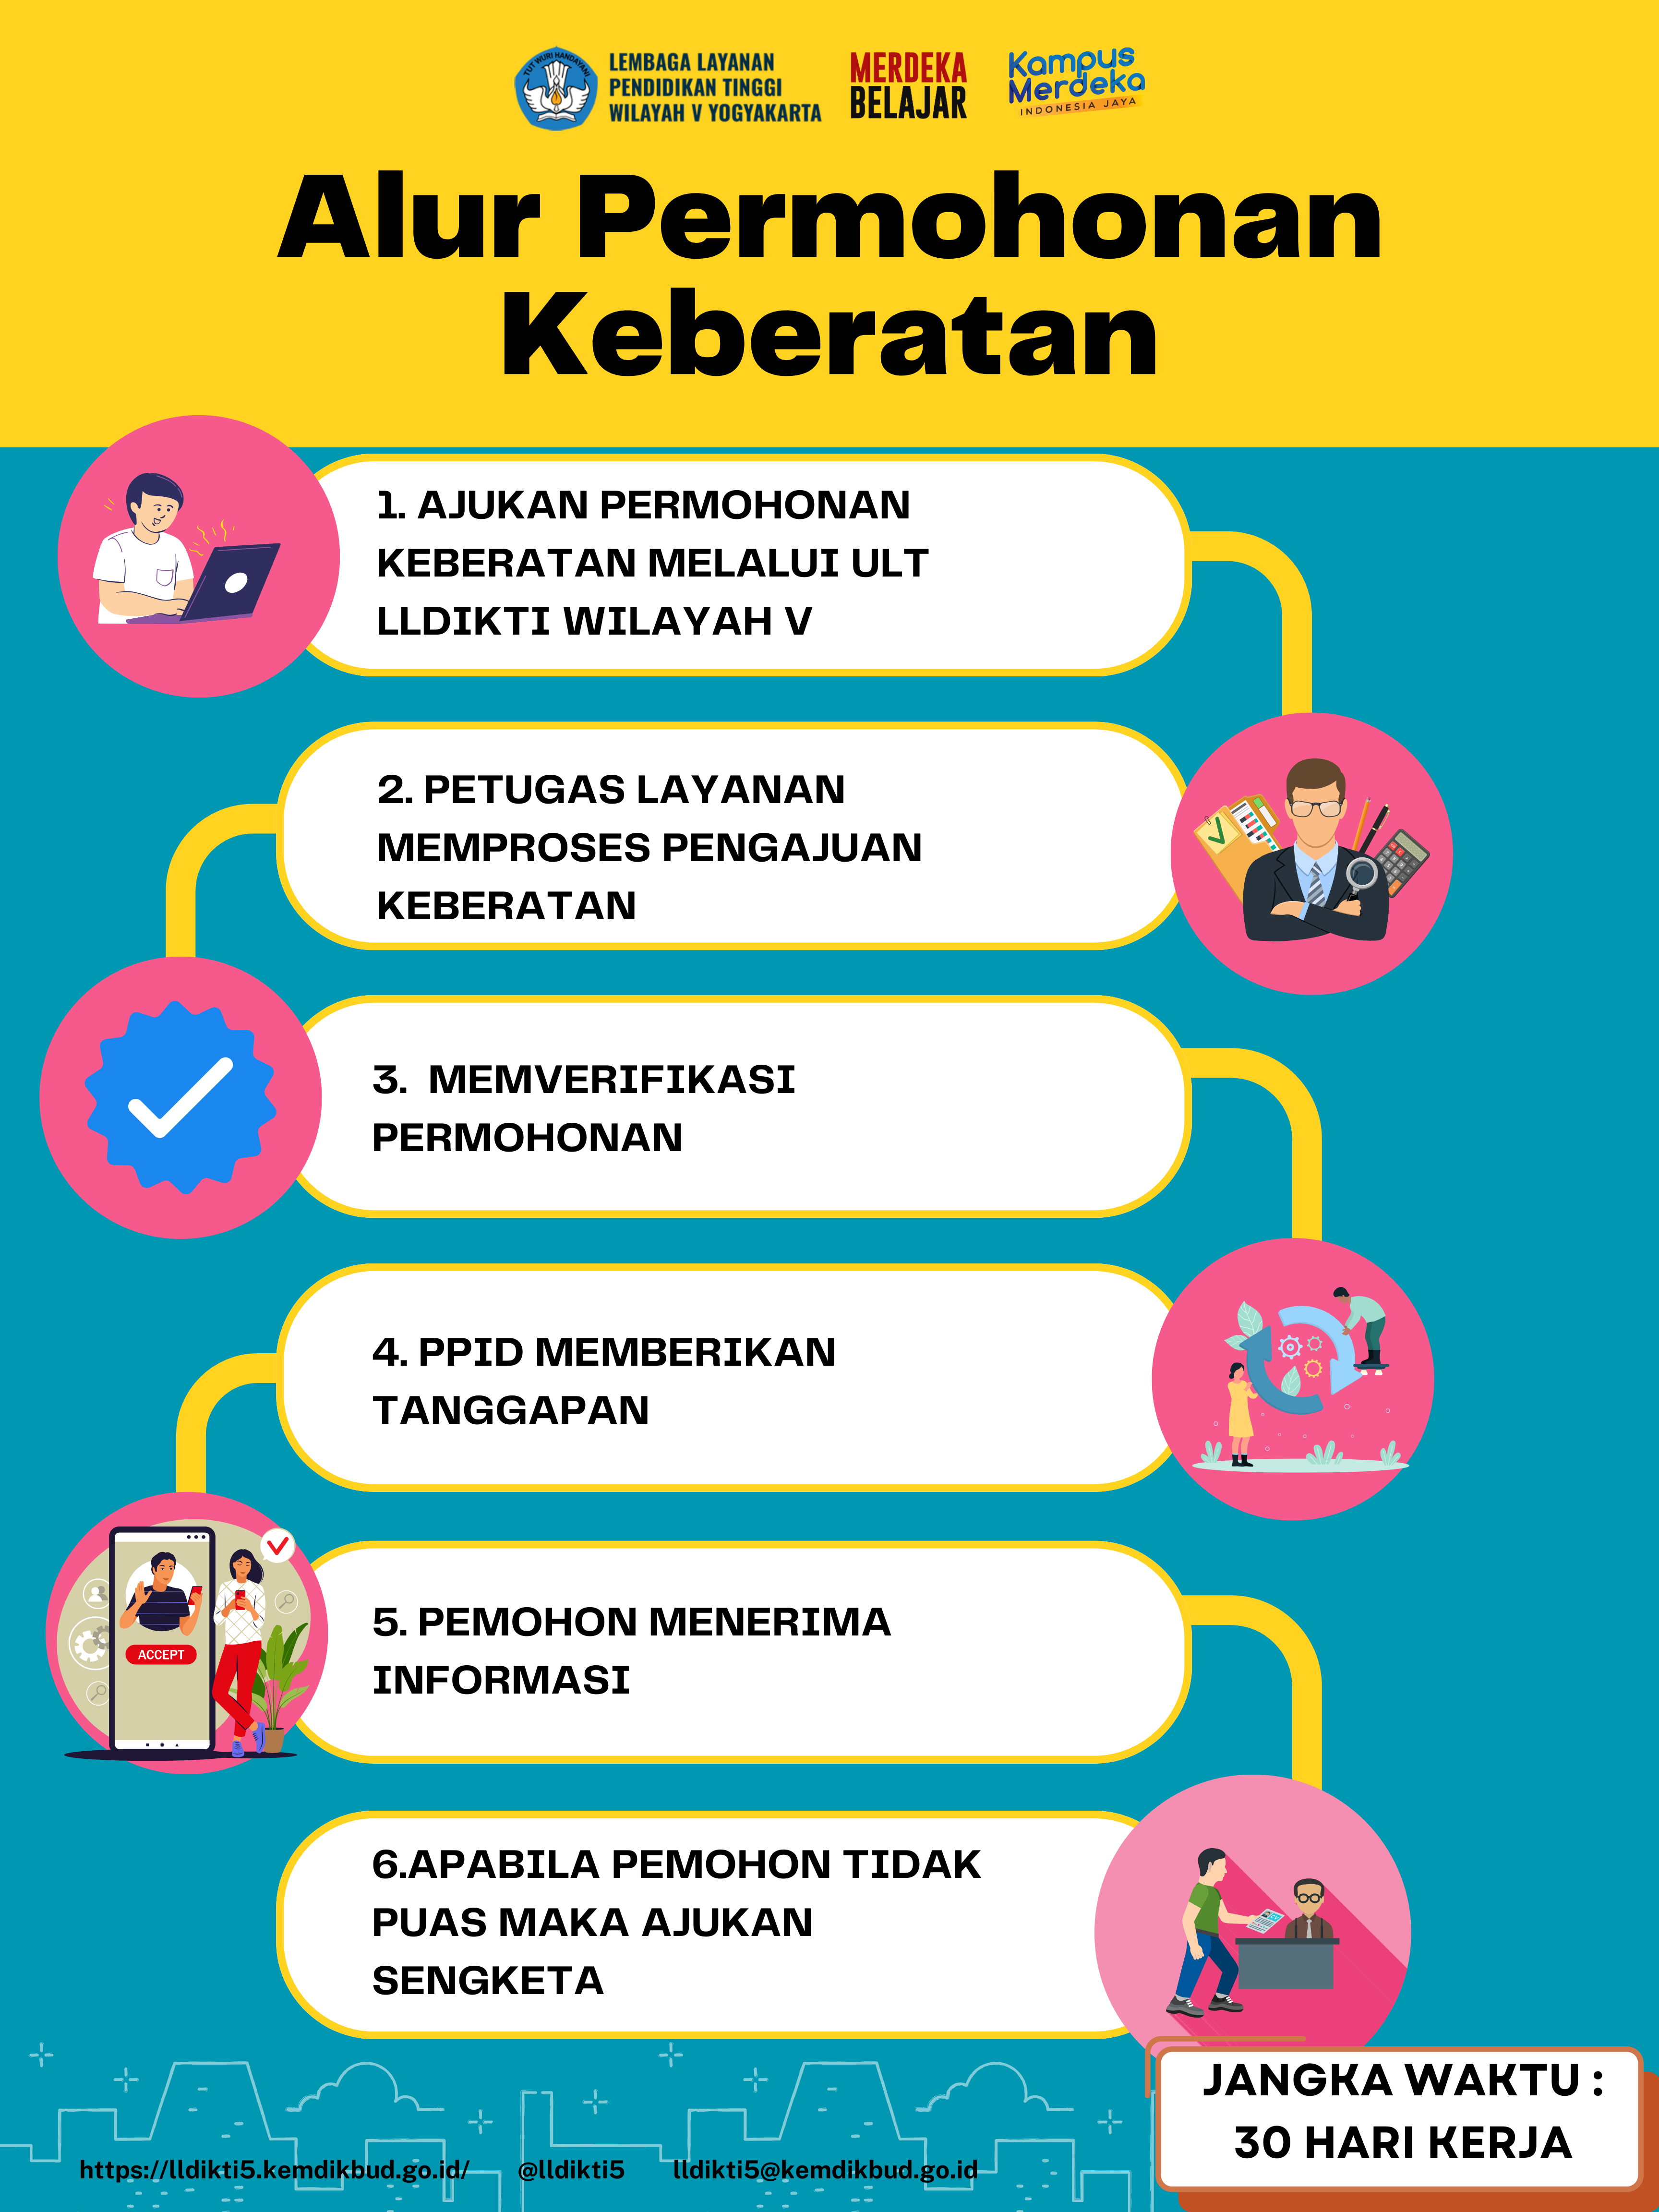 TUT WURI HANDAYANI
LEMBAGA LAYANAN
PENDIDIKAN TINGGI
WILAYAH V YOGYAKARTA
MERDEKA
BELAJAR
Kampus
Merdeka
INDONESIA JAYA
Alur Permohonan
Keberatan
1. AJUKAN PERMOHONAN
KEBERATAN MELALUI ULT
LLDIKTI WILAYAH V
2. PETUGAS LAYANAN
MEMPROSES PENGAJUAN
KEBERATAN
3. MEMVERIFIKASI
PERMOHONAN
4. PPID MEMBERIKAN
TANGGAPAN
ACCEPT
5. PEMOHON MENERIMA
INFORMASI
6.APABILA PEMOHON TIDAK
PUAS MAKA AJUKAN
SENGKETA
JANGKA WAKTU :
30 HARI KERJA
https://lldikti5.kemdikbud.go.id/ @lldikti5 lldikti5@kemdikbud.go.id